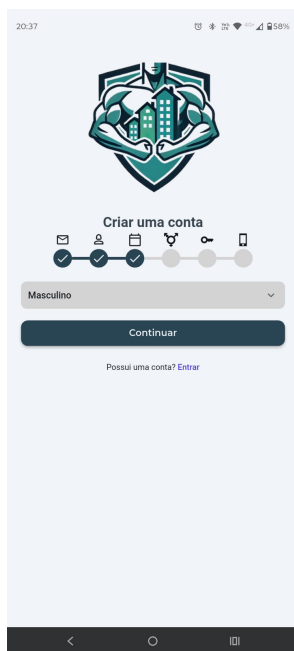 20:37
58%
Criar uma conta
Masculino
Continuar
Possui uma conta? Entrar